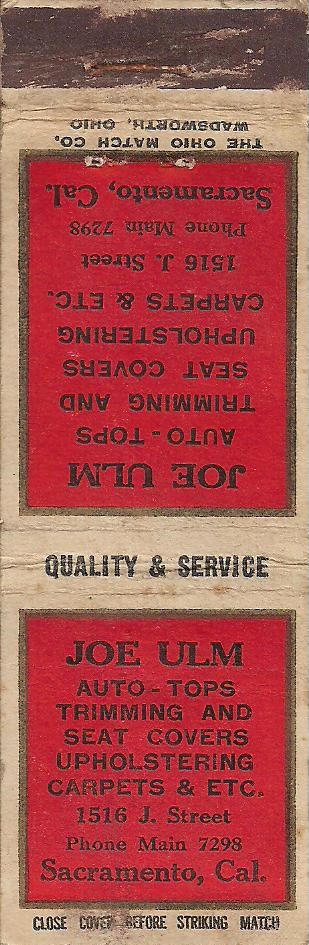 THE OHIO MATCH CO.
WADSWORTH, OHIO
JOE ULM
AUTO-TOPS
TRIMMING AND
SEAT COVERS
UPHOLSTERING
CARPETS & ETC.
1516 J. Street
Phone Main 7298
Sacramento, Cal.
QUALITY & SERVICE
JOE ULM
AUTO-TOPS
TRIMMING AND
SEAT COVERS
UPHOLSTERING
CARPETS & ETC.
1516 J. Street
Phone Main 7298
Sacramento, Cal.
CLOSE COVER BEFORE STRIKING MATCH